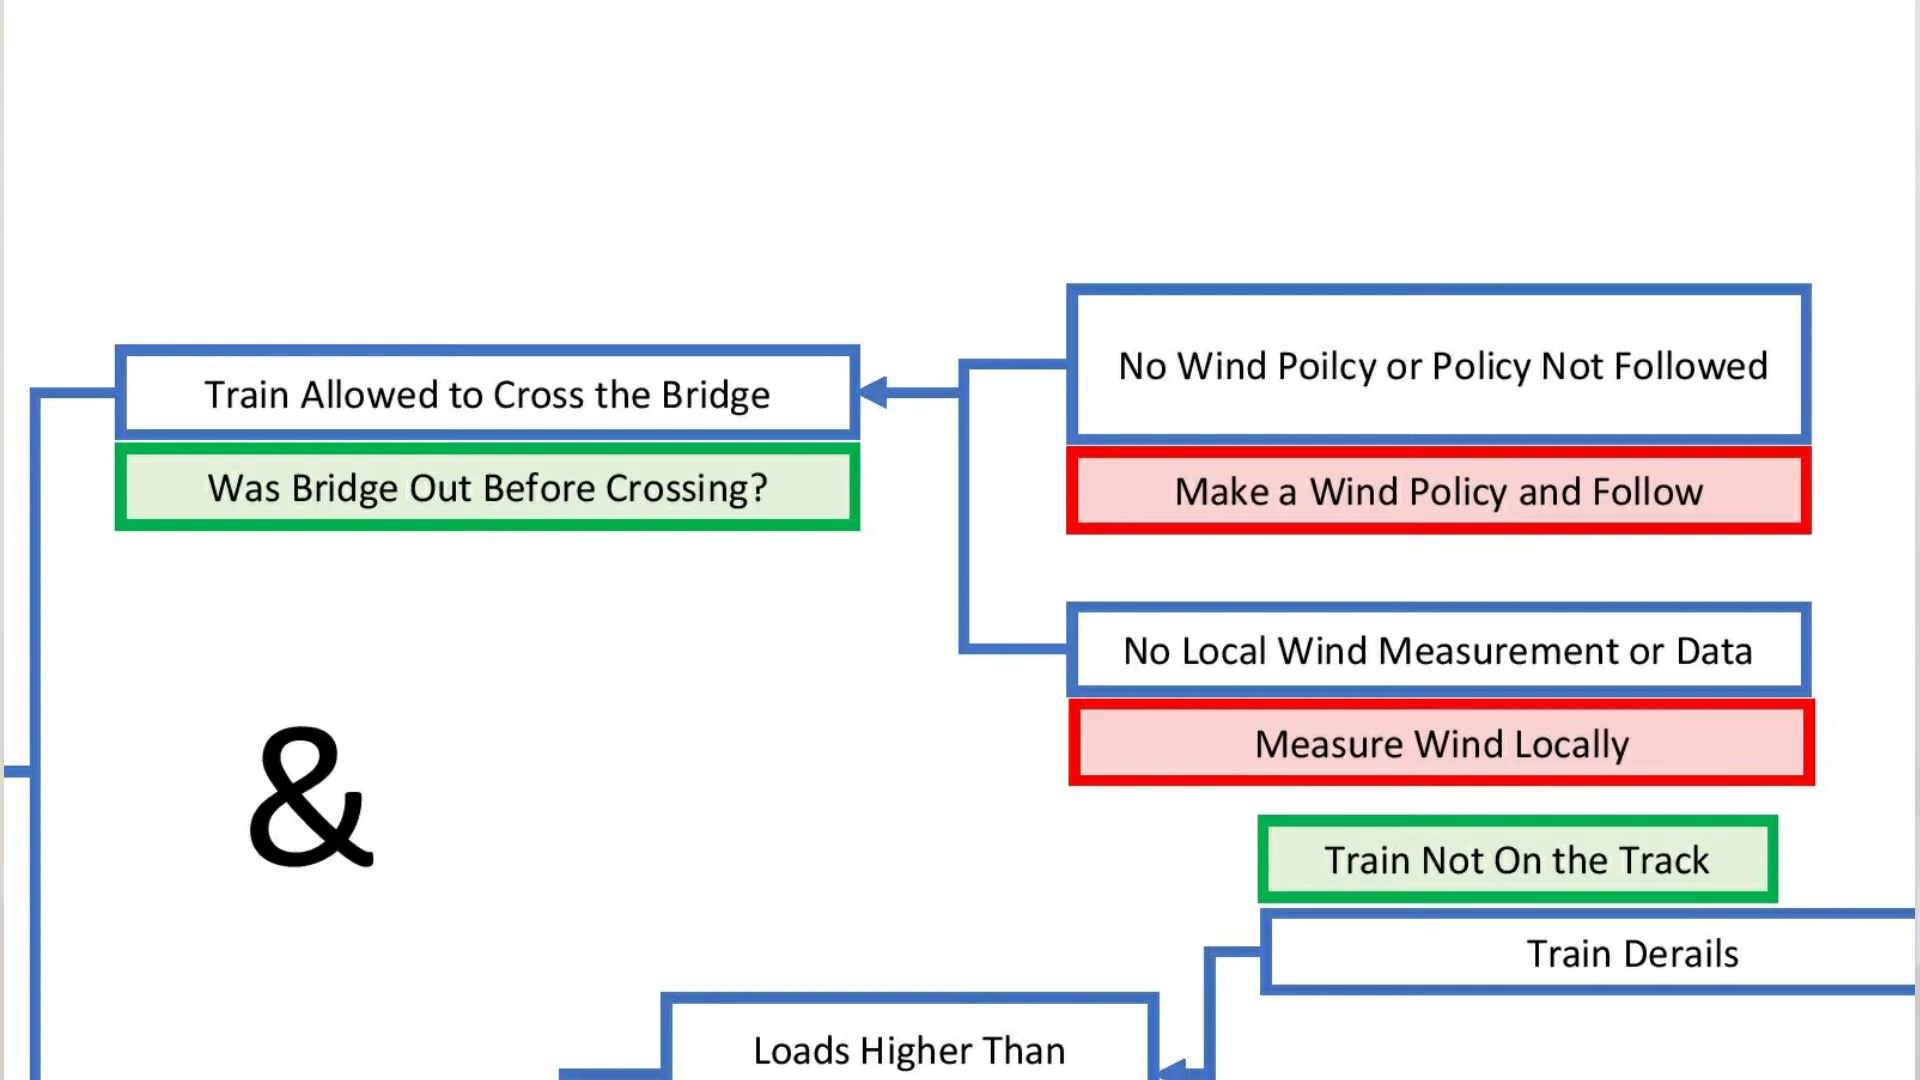 No Wind Poilcy or Policy Not Followed
Train Allowed to Cross the Bridge
Was Bridge Out Before Crossing?
Make a Wind Policy and Follow
No Local Wind Measurement or Data
Measure Wind Locally
&
Train Not On the Track
Train Derails
Loads Higher Than